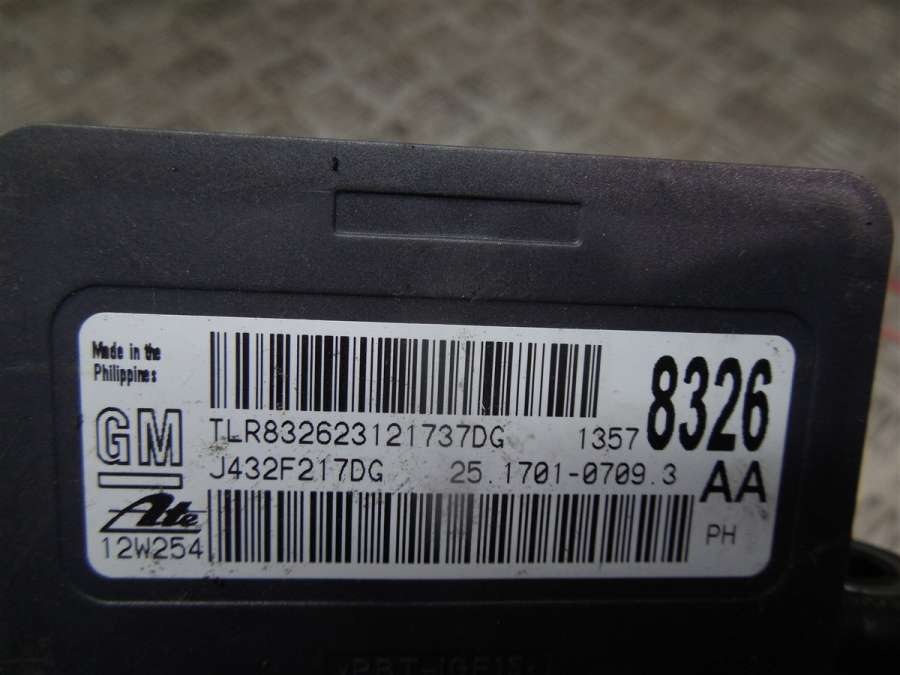 Made in the
Philippines
GM
Ate
12W254
TLR832623121737DG 1357 8326
J432F217DG 25.1701-0709.3 AA
PH